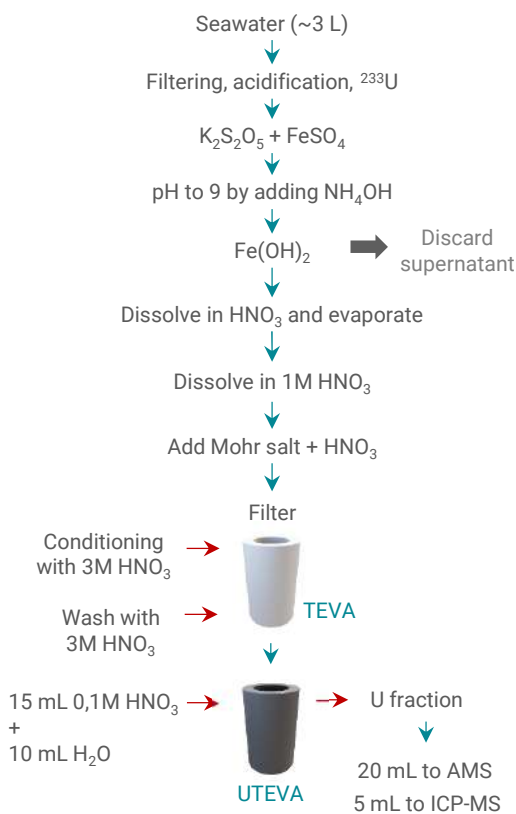 Seawater (~3 L)
Filtering, acidification, ²³³U
K₂S₂O₅ + FeSO₄
pH to 9 by adding NH₄OH
Fe(OH)₂
Discard
supernatant
Dissolve in HNO₃ and evaporate
Dissolve in 1M HNO₃
Add Mohr salt + HNO₃
Filter
Conditioning
with 3M HNO₃
TEVA
Wash with
3M HNO₃
15 mL 0,1M HNO₃
+
10 mL H₂O
UTEVA
U fraction
20 mL to AMS
5 mL to ICP-MS